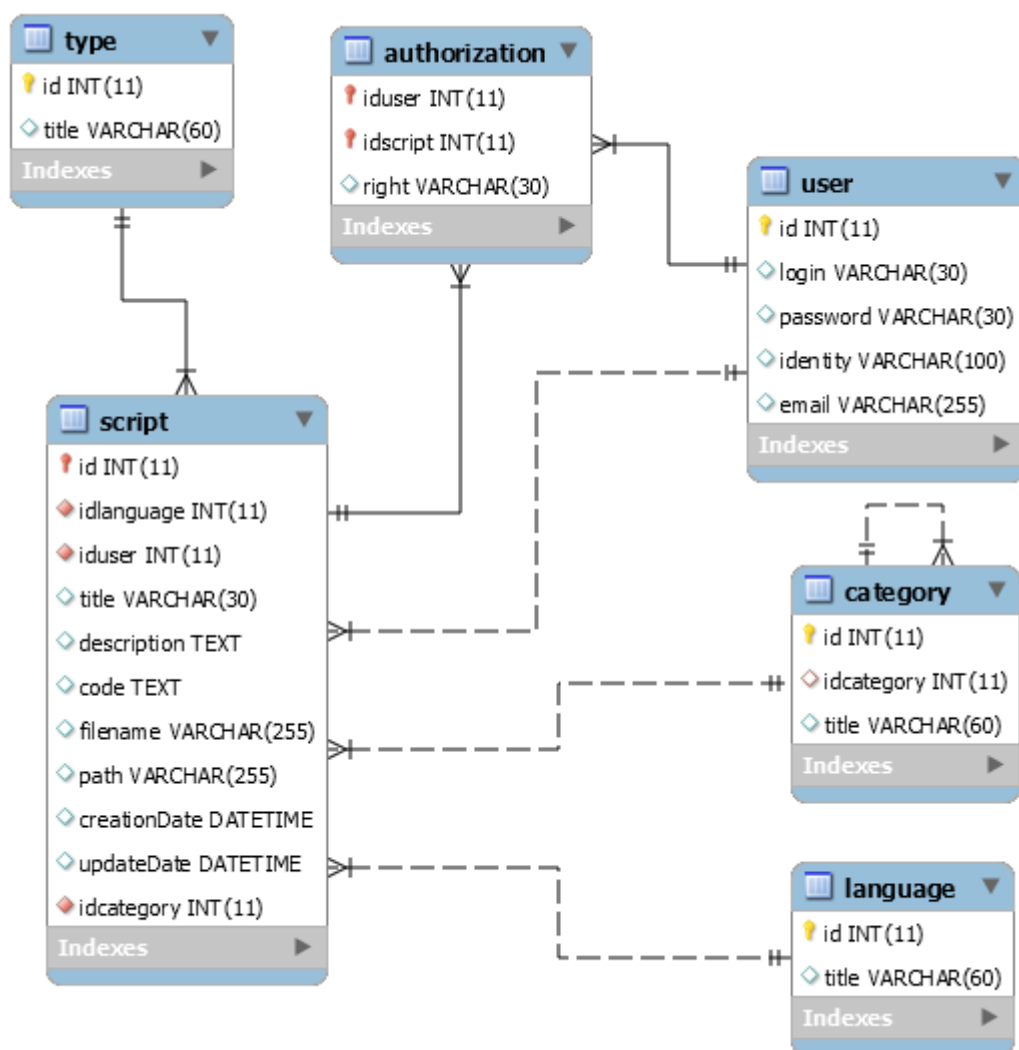 type
id INT(11)
title VARCHAR(60)
Indexes
authorization
iduser INT(11)
idscript INT(11)
right VARCHAR(30)
Indexes
user
id INT(11)
login VARCHAR(30)
password VARCHAR(30)
identity VARCHAR(100)
email VARCHAR(255)
Indexes
script
id INT(11)
idlanguage INT(11)
iduser INT(11)
title VARCHAR(30)
description TEXT
code TEXT
filename VARCHAR(255)
path VARCHAR(255)
creationDate DATETIME
updateDate DATETIME
idcategory INT(11)
Indexes
category
id INT(11)
idcategory INT(11)
title VARCHAR(60)
Indexes
language
id INT(11)
title VARCHAR(60)
Indexes